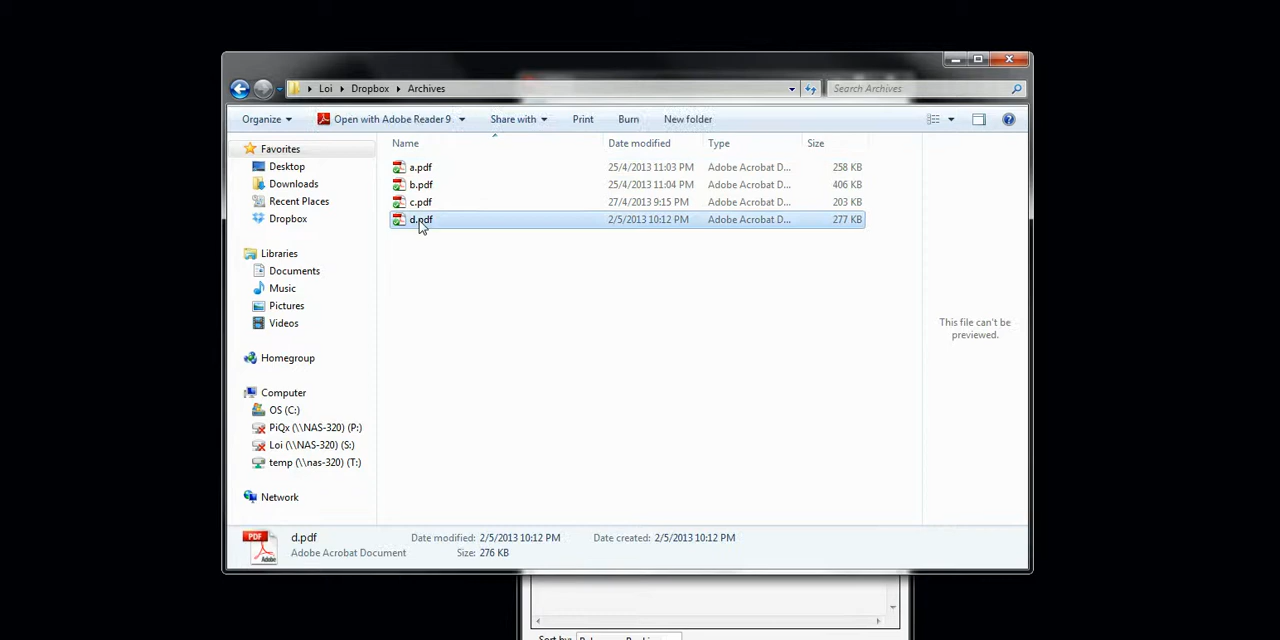 Loi Dropbox Archives Search Archives
Organize Open with Adobe Reader 9 Share with Print Burn New folder
Name Date modified Type Size
Favorites
Desktop
Downloads
Recent Places
Dropbox
Libraries
Documents
Music
Pictures
Videos
Homegroup
Computer
OS (C:)
PiQx (\\NAS-320) (P:)
Loi (\\NAS-320) (S:)
temp (\\nas-320) (T:)
Network
a.pdf 25/4/2013 11:03 PM Adobe Acrobat D... 258 KB
b.pdf 25/4/2013 11:04 PM Adobe Acrobat D... 406 KB
c.pdf 27/4/2013 9:15 PM Adobe Acrobat D... 203 KB
d.pdf 2/5/2013 10:12 PM Adobe Acrobat D... 277 KB
This file can't be
previewed.
PDF d.pdf Date modified: 2/5/2013 10:12 PM Date created: 2/5/2013 10:12 PM
Adobe Adobe Acrobat Document Size: 276 KB
Sort by: